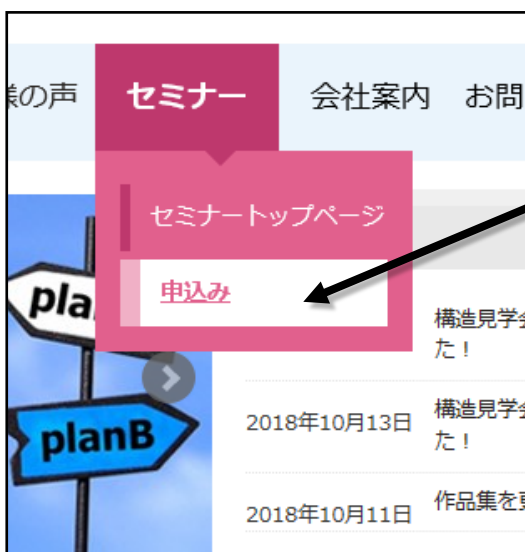 様の声 セミナー 会社案内 お問
セミナートップページ
申込み
構造見学会
た！
2018年10月13日 構造見学会
た！
2018年10月11日 作品集を
pla
planB